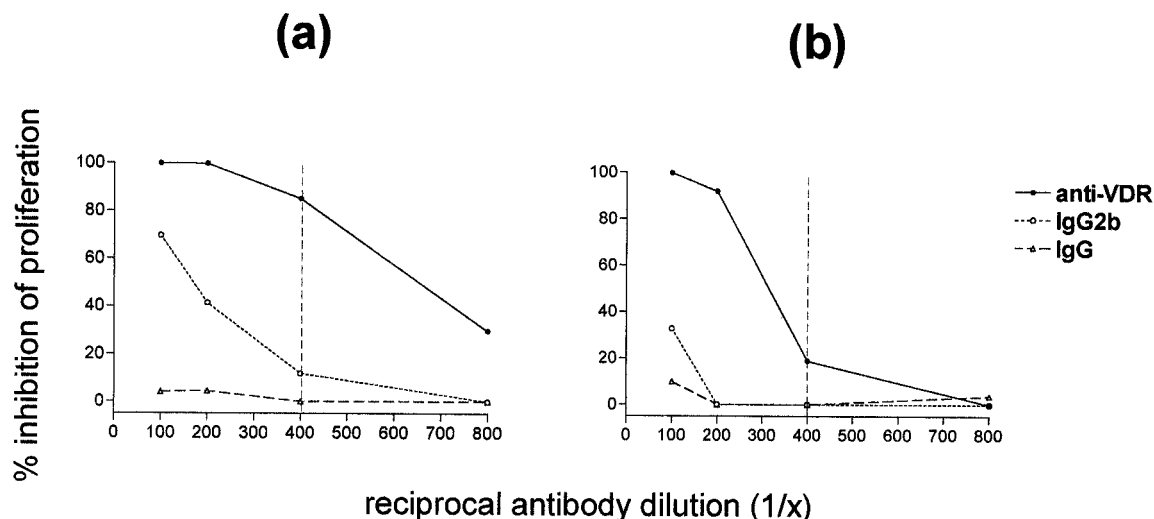 (a)
(b)
% inhibition of proliferation
100
80
60
40
20
0
0 100 200 300 400 500 600 700 800
100
80
60
40
20
0
0 100 200 300 400 500 600 700 800
anti-VDR
IgG2b
IgG
reciprocal antibody dilution (1/x)